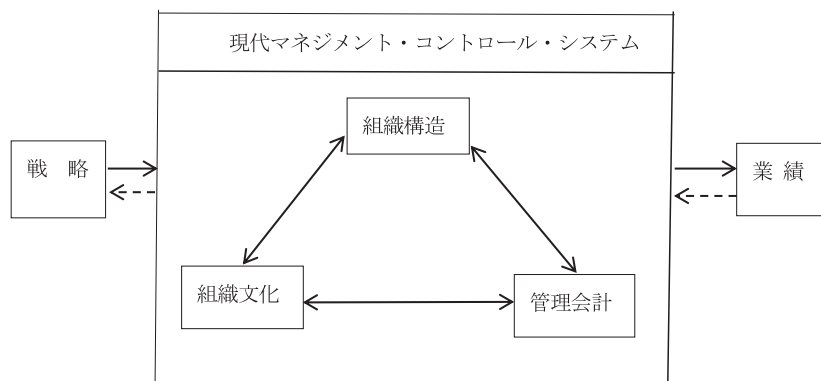 現代マネジメント・コントロール・システム
組織構造
戦　略
業 績
組織文化
管理会計